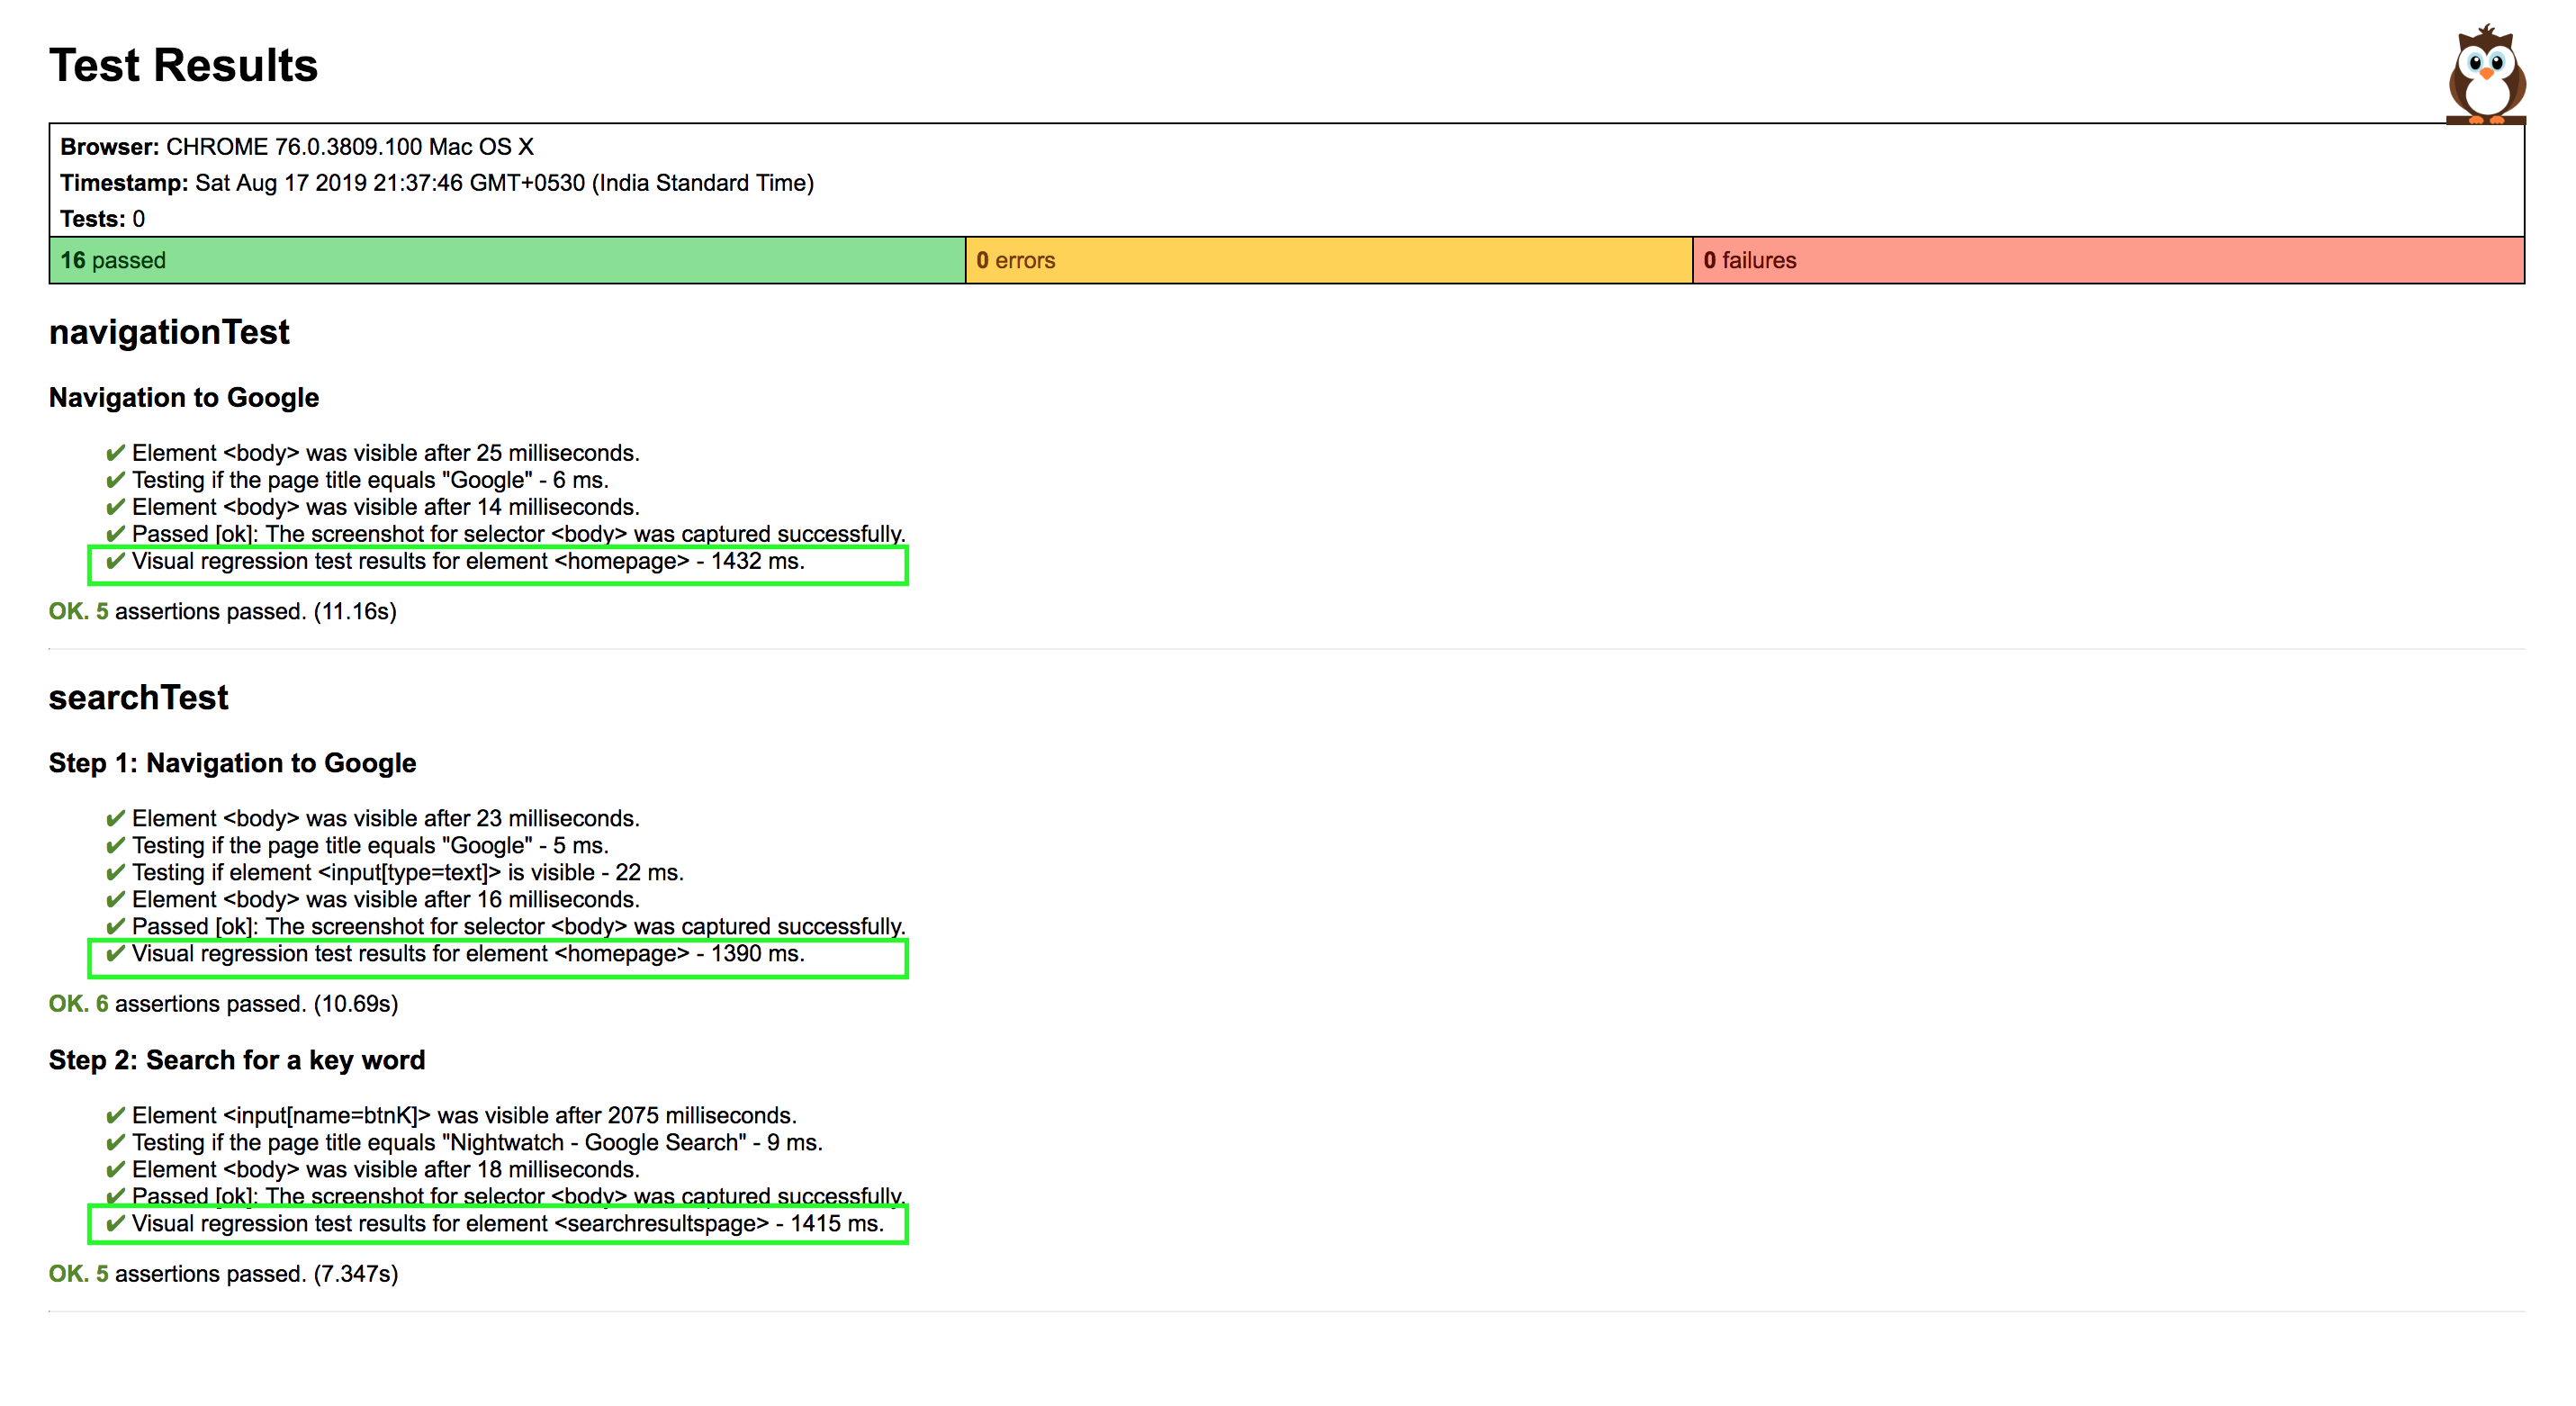 Test Results
Browser: CHROME 76.0.3809.100 Mac OS X
Timestamp: Sat Aug 17 2019 21:37:46 GMT+0530 (India Standard Time)
Tests: 0
16 passed 0 errors 0 failures
navigationTest
Navigation to Google
✔ Element <body> was visible after 25 milliseconds.
✔ Testing if the page title equals "Google" - 6 ms.
✔ Element <body> was visible after 14 milliseconds.
✔ Passed [ok]: The screenshot for selector <body> was captured successfully.
✔ Visual regression test results for element <homepage> - 1432 ms.
OK. 5 assertions passed. (11.16s)
searchTest
Step 1: Navigation to Google
✔ Element <body> was visible after 23 milliseconds.
✔ Testing if the page title equals "Google" - 5 ms.
✔ Testing if element <input[type=text]> is visible - 22 ms.
✔ Element <body> was visible after 16 milliseconds.
✔ Passed [ok]: The screenshot for selector <body> was captured successfully.
✔ Visual regression test results for element <homepage> - 1390 ms.
OK. 6 assertions passed. (10.69s)
Step 2: Search for a key word
✔ Element <input[name=btnK]> was visible after 2075 milliseconds.
✔ Testing if the page title equals "Nightwatch - Google Search" - 9 ms.
✔ Element <body> was visible after 18 milliseconds.
✔ Passed [ok]: The screenshot for selector <body> was captured successfully.
✔ Visual regression test results for element <searchresultspage> - 1415 ms.
OK. 5 assertions passed. (7.347s)